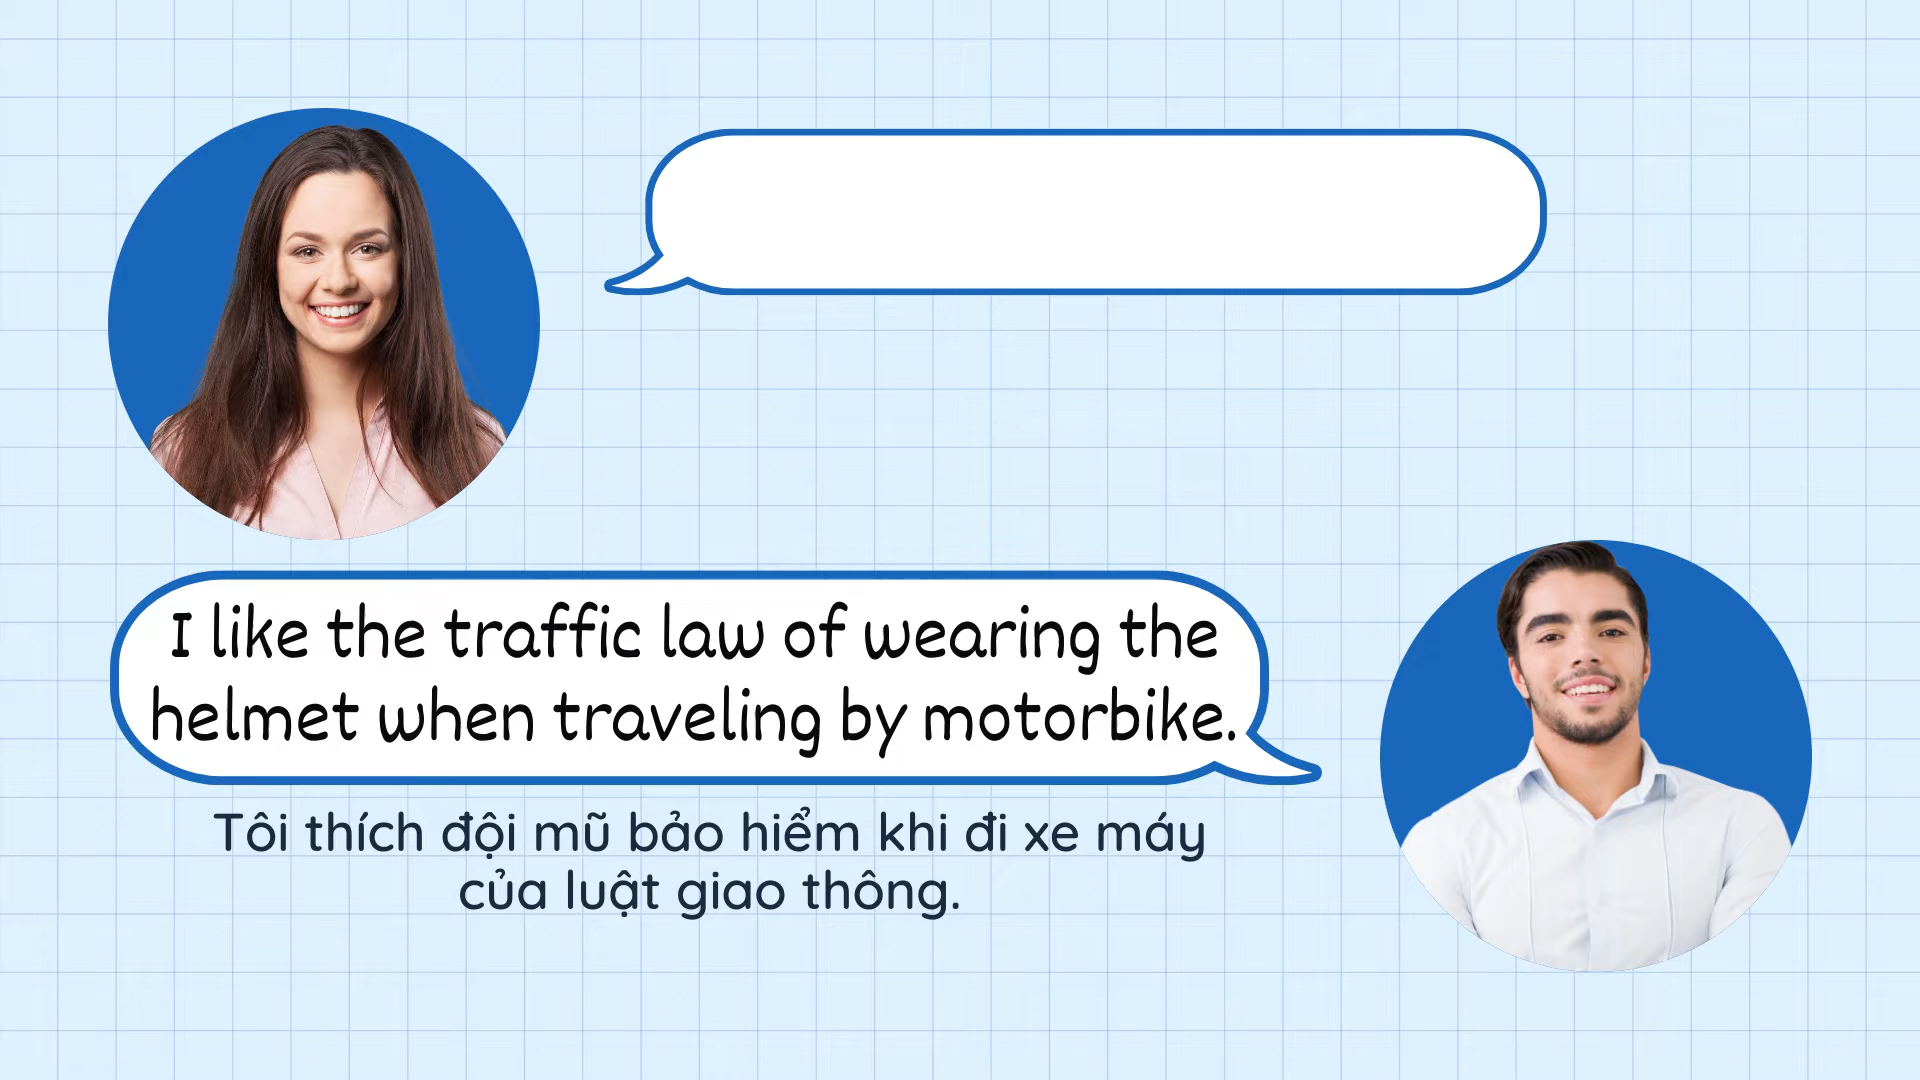 I like the traffic law of wearing the
helmet when traveling by motorbike.
Tôi thích đội mũ bảo hiểm khi đi xe máy
của luật giao thông.